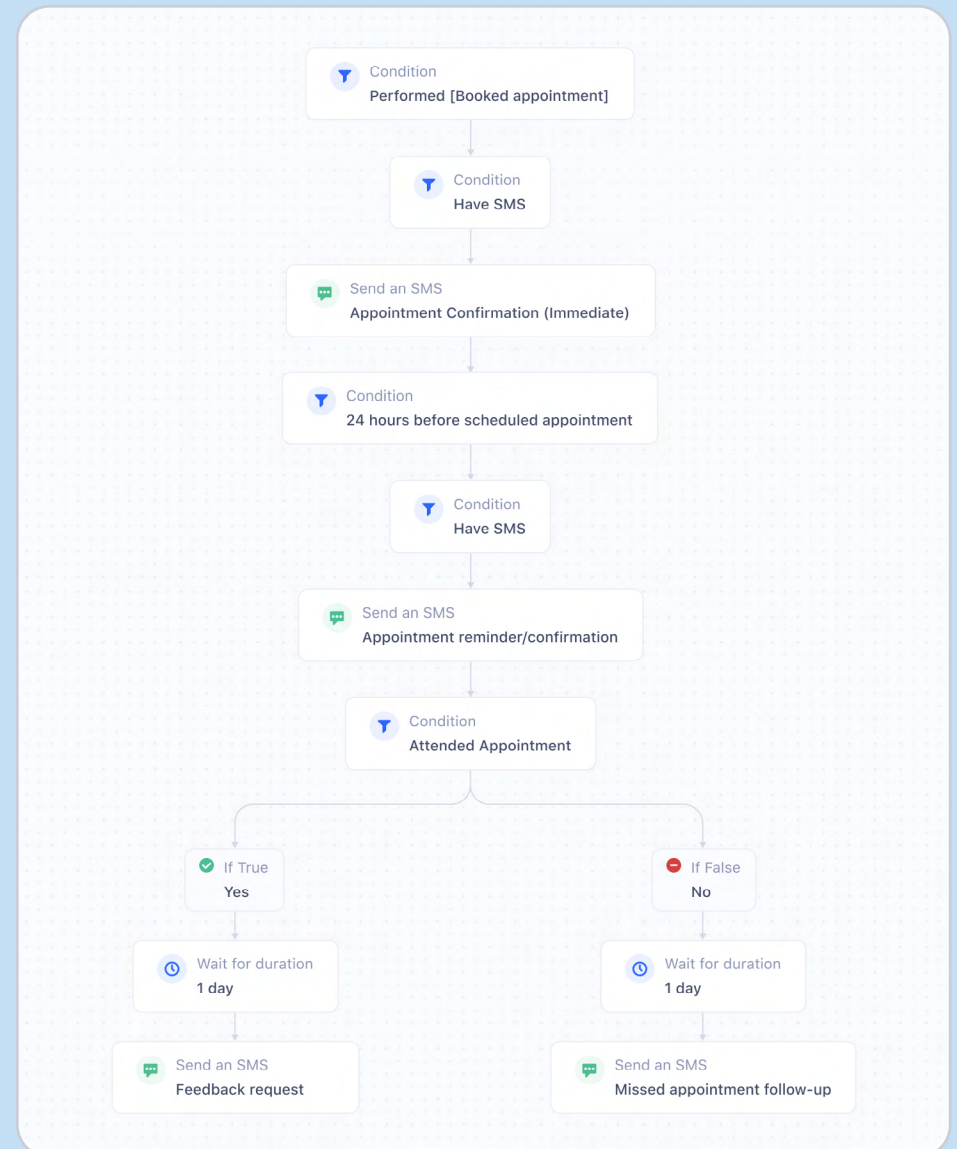 Condition
Performed [Booked appointment]
Condition
Have SMS
Send an SMS
Appointment Confirmation (Immediate)
Condition
24 hours before scheduled appointment
Condition
Have SMS
Send an SMS
Appointment reminder/confirmation
Condition
Attended Appointment
If True
Yes
If False
No
Wait for duration
1 day
Wait for duration
1 day
Send an SMS
Feedback request
Send an SMS
Missed appointment follow-up